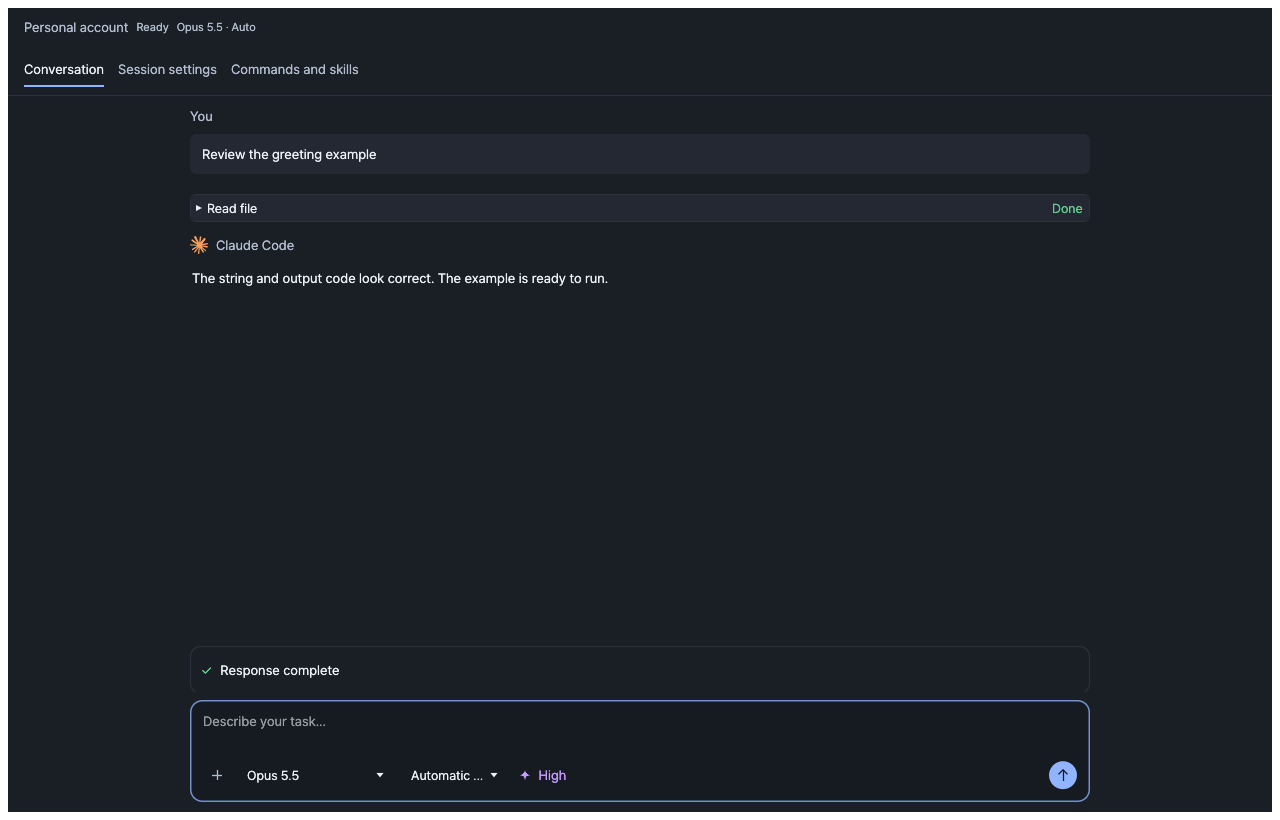 Personal account Ready Opus 5.5 · Auto
Conversation Session settings Commands and skills
You
Review the greeting example
Read file Done
Claude Code
The string and output code look correct. The example is ready to run.
Response complete
Describe your task...
Opus 5.5 Automatic ... High